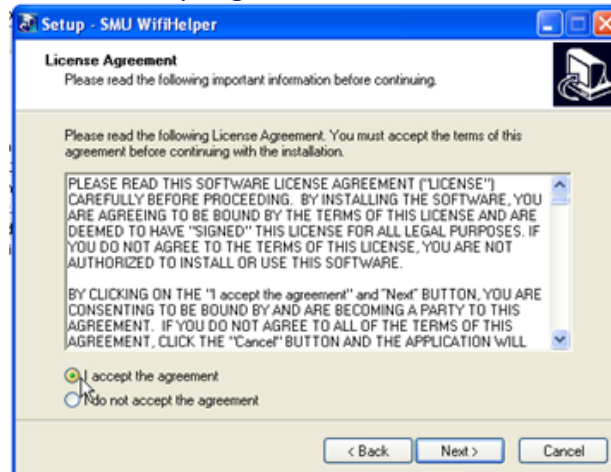 Setup - SMU WifiHelper
License Agreement
Please read the following important information before continuing.
Please read the following License Agreement. You must accept the terms of this
agreement before continuing with the installation.
PLEASE READ THIS SOFTWARE LICENSE AGREEMENT ("LICENSE")
CAREFULLY BEFORE PROCEEDING. BY INSTALLING THE SOFTWARE, YOU
ARE AGREEING TO BE BOUND BY THE TERMS OF THIS LICENSE AND ARE
DEEMED TO HAVE "SIGNED" THIS LICENSE FOR ALL LEGAL PURPOSES. IF
YOU DO NOT AGREE TO THE TERMS OF THIS LICENSE, YOU ARE NOT
AUTHORIZED TO INSTALL OR USE THIS SOFTWARE.
BY CLICKING ON THE "I accept the agreement" and "Next" BUTTON, YOU ARE
CONSENTING TO BE BOUND BY AND ARE BECOMING A PARTY TO THIS
AGREEMENT. IF YOU DO NOT AGREE TO ALL OF THE TERMS OF THIS
AGREEMENT, CLICK THE "Cancel" BUTTON AND THE APPLICATION WILL
I accept the agreement
I do not accept the agreement
< Back Next > Cancel